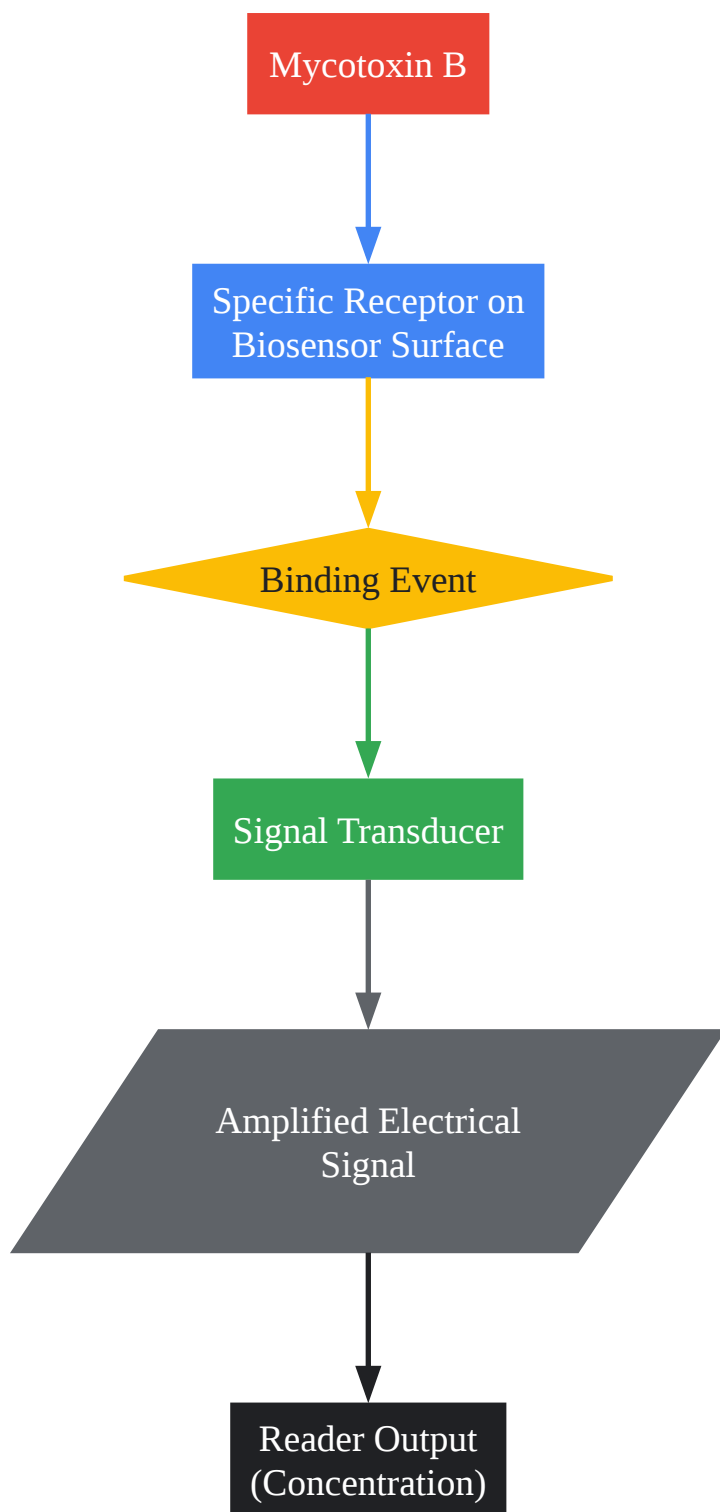 Mycotoxin B
Specific Receptor on
Biosensor Surface
Binding Event
Signal Transducer
Amplified Electrical
Signal
Reader Output
(Concentration)